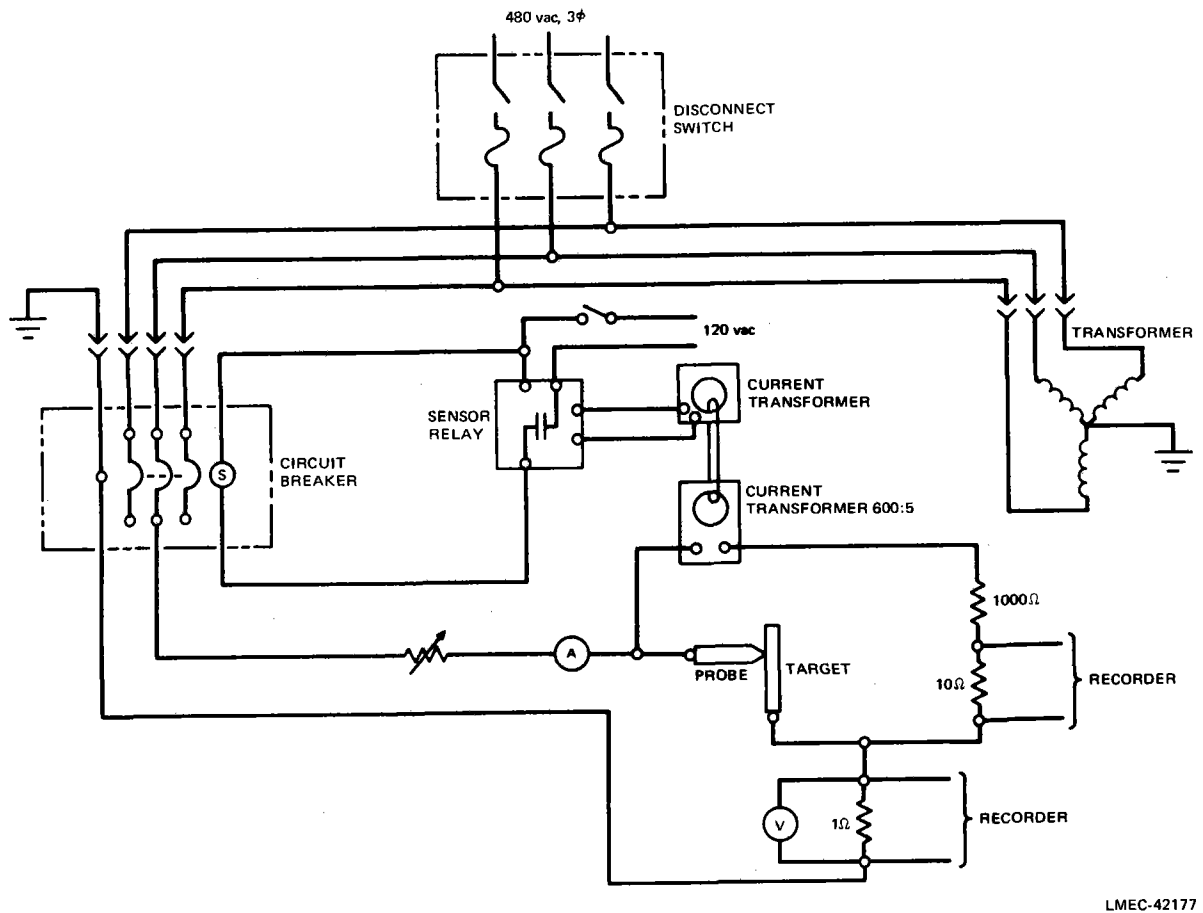 480 vac, 3ϕ
DISCONNECT
SWITCH
120 vac
TRANSFORMER
CURRENT
TRANSFORMER
SENSOR
RELAY
CIRCUIT
BREAKER
S
CURRENT
TRANSFORMER 600:5
1000Ω
A
PROBE
TARGET
10Ω
RECORDER
V
1Ω
RECORDER
LMEC-42177